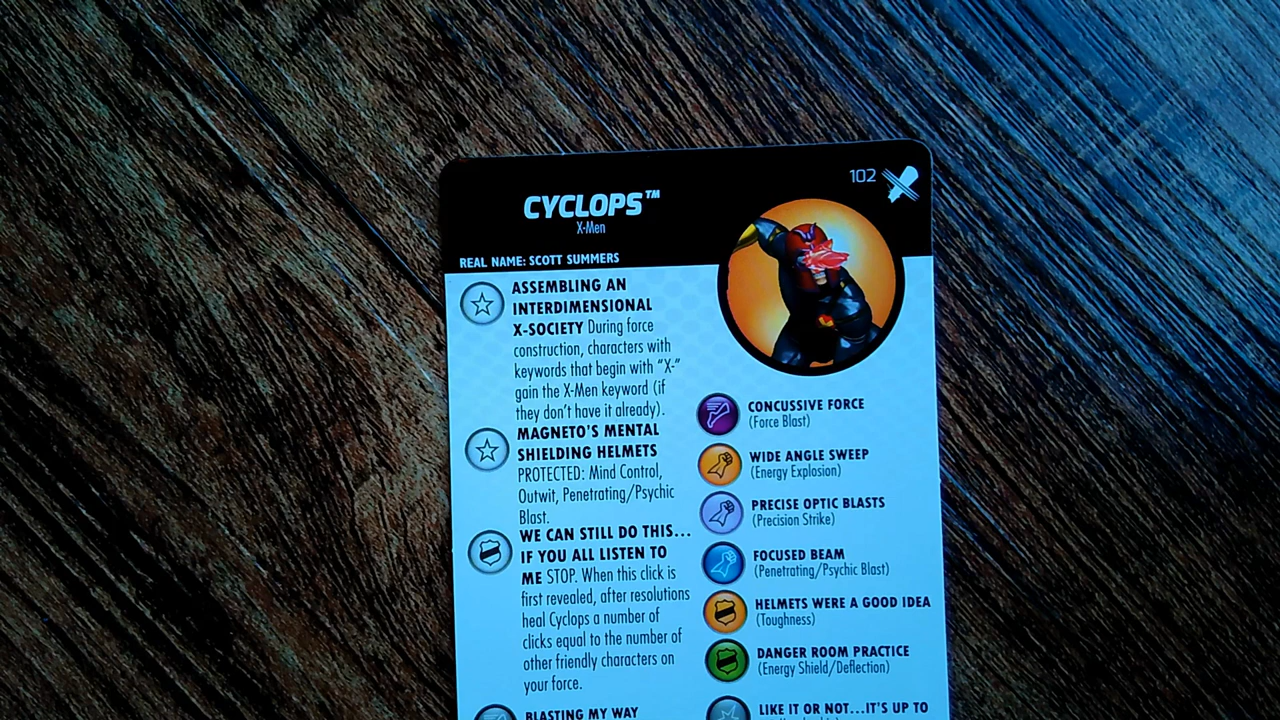 102
CYCLOPS™
X-Men
REAL NAME: SCOTT SUMMERS
ASSEMBLING AN
INTERDIMENSIONAL
X-SOCIETY During force
construction, characters with
keywords that begin with "X-"
gain the X-Men keyword (if
they don't have it already).
MAGNETO'S MENTAL
SHIELDING HELMETS
PROTECTED: Mind Control,
Outwit, Penetrating/Psychic
Blast.
WE CAN STILL DO THIS...
IF YOU ALL LISTEN TO
ME STOP. When this click is
first revealed, after resolutions
heal Cyclops a number of
clicks equal to the number of
other friendly characters on
your force.
BLASTING MY WAY
CONCUSSIVE FORCE
(Force Blast)
WIDE ANGLE SWEEP
(Energy Explosion)
PRECISE OPTIC BLASTS
(Precision Strike)
FOCUSED BEAM
(Penetrating/Psychic Blast)
HELMETS WERE A GOOD IDEA
(Toughness)
DANGER ROOM PRACTICE
(Energy Shield/Deflection)
LIKE IT OR NOT...IT'S UP TO